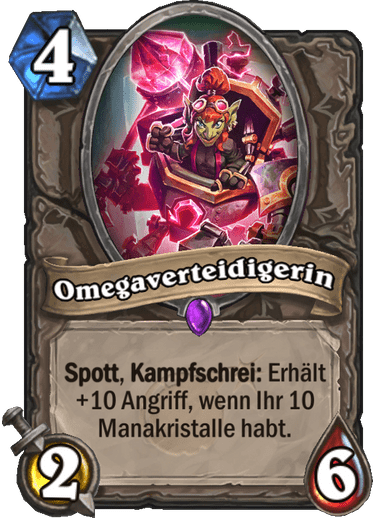 4
Omegaverteidigerin
Spott, Kampfschrei: Erhält
+10 Angriff, wenn Ihr 10
Manakristalle habt.
2
6